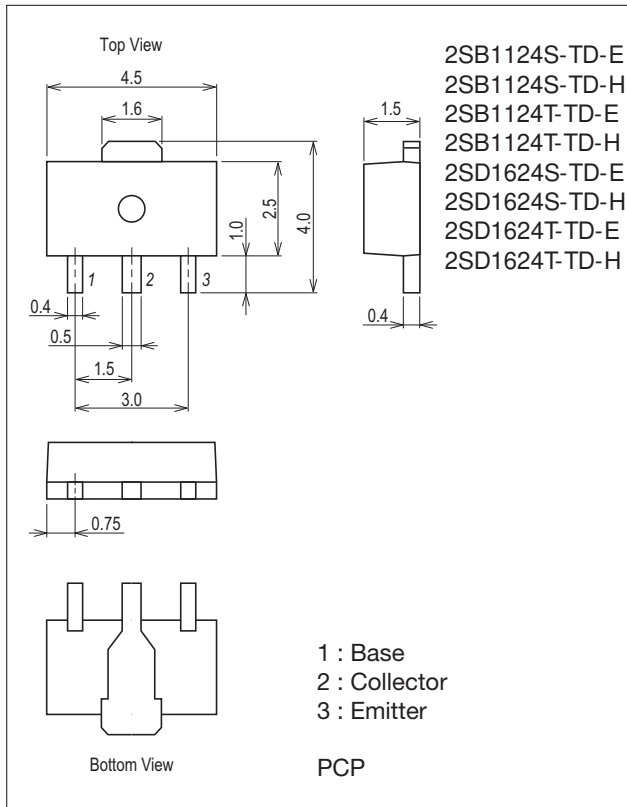 Top View
4.5
1.6
1.5
2.5
4.0
1.0
1
2
3
0.4
0.5
1.5
3.0
0.4
2SB1124S-TD-E
2SB1124S-TD-H
2SB1124T-TD-E
2SB1124T-TD-H
2SD1624S-TD-E
2SD1624S-TD-H
2SD1624T-TD-E
2SD1624T-TD-H
0.75
1 : Base
2 : Collector
3 : Emitter
Bottom View
PCP